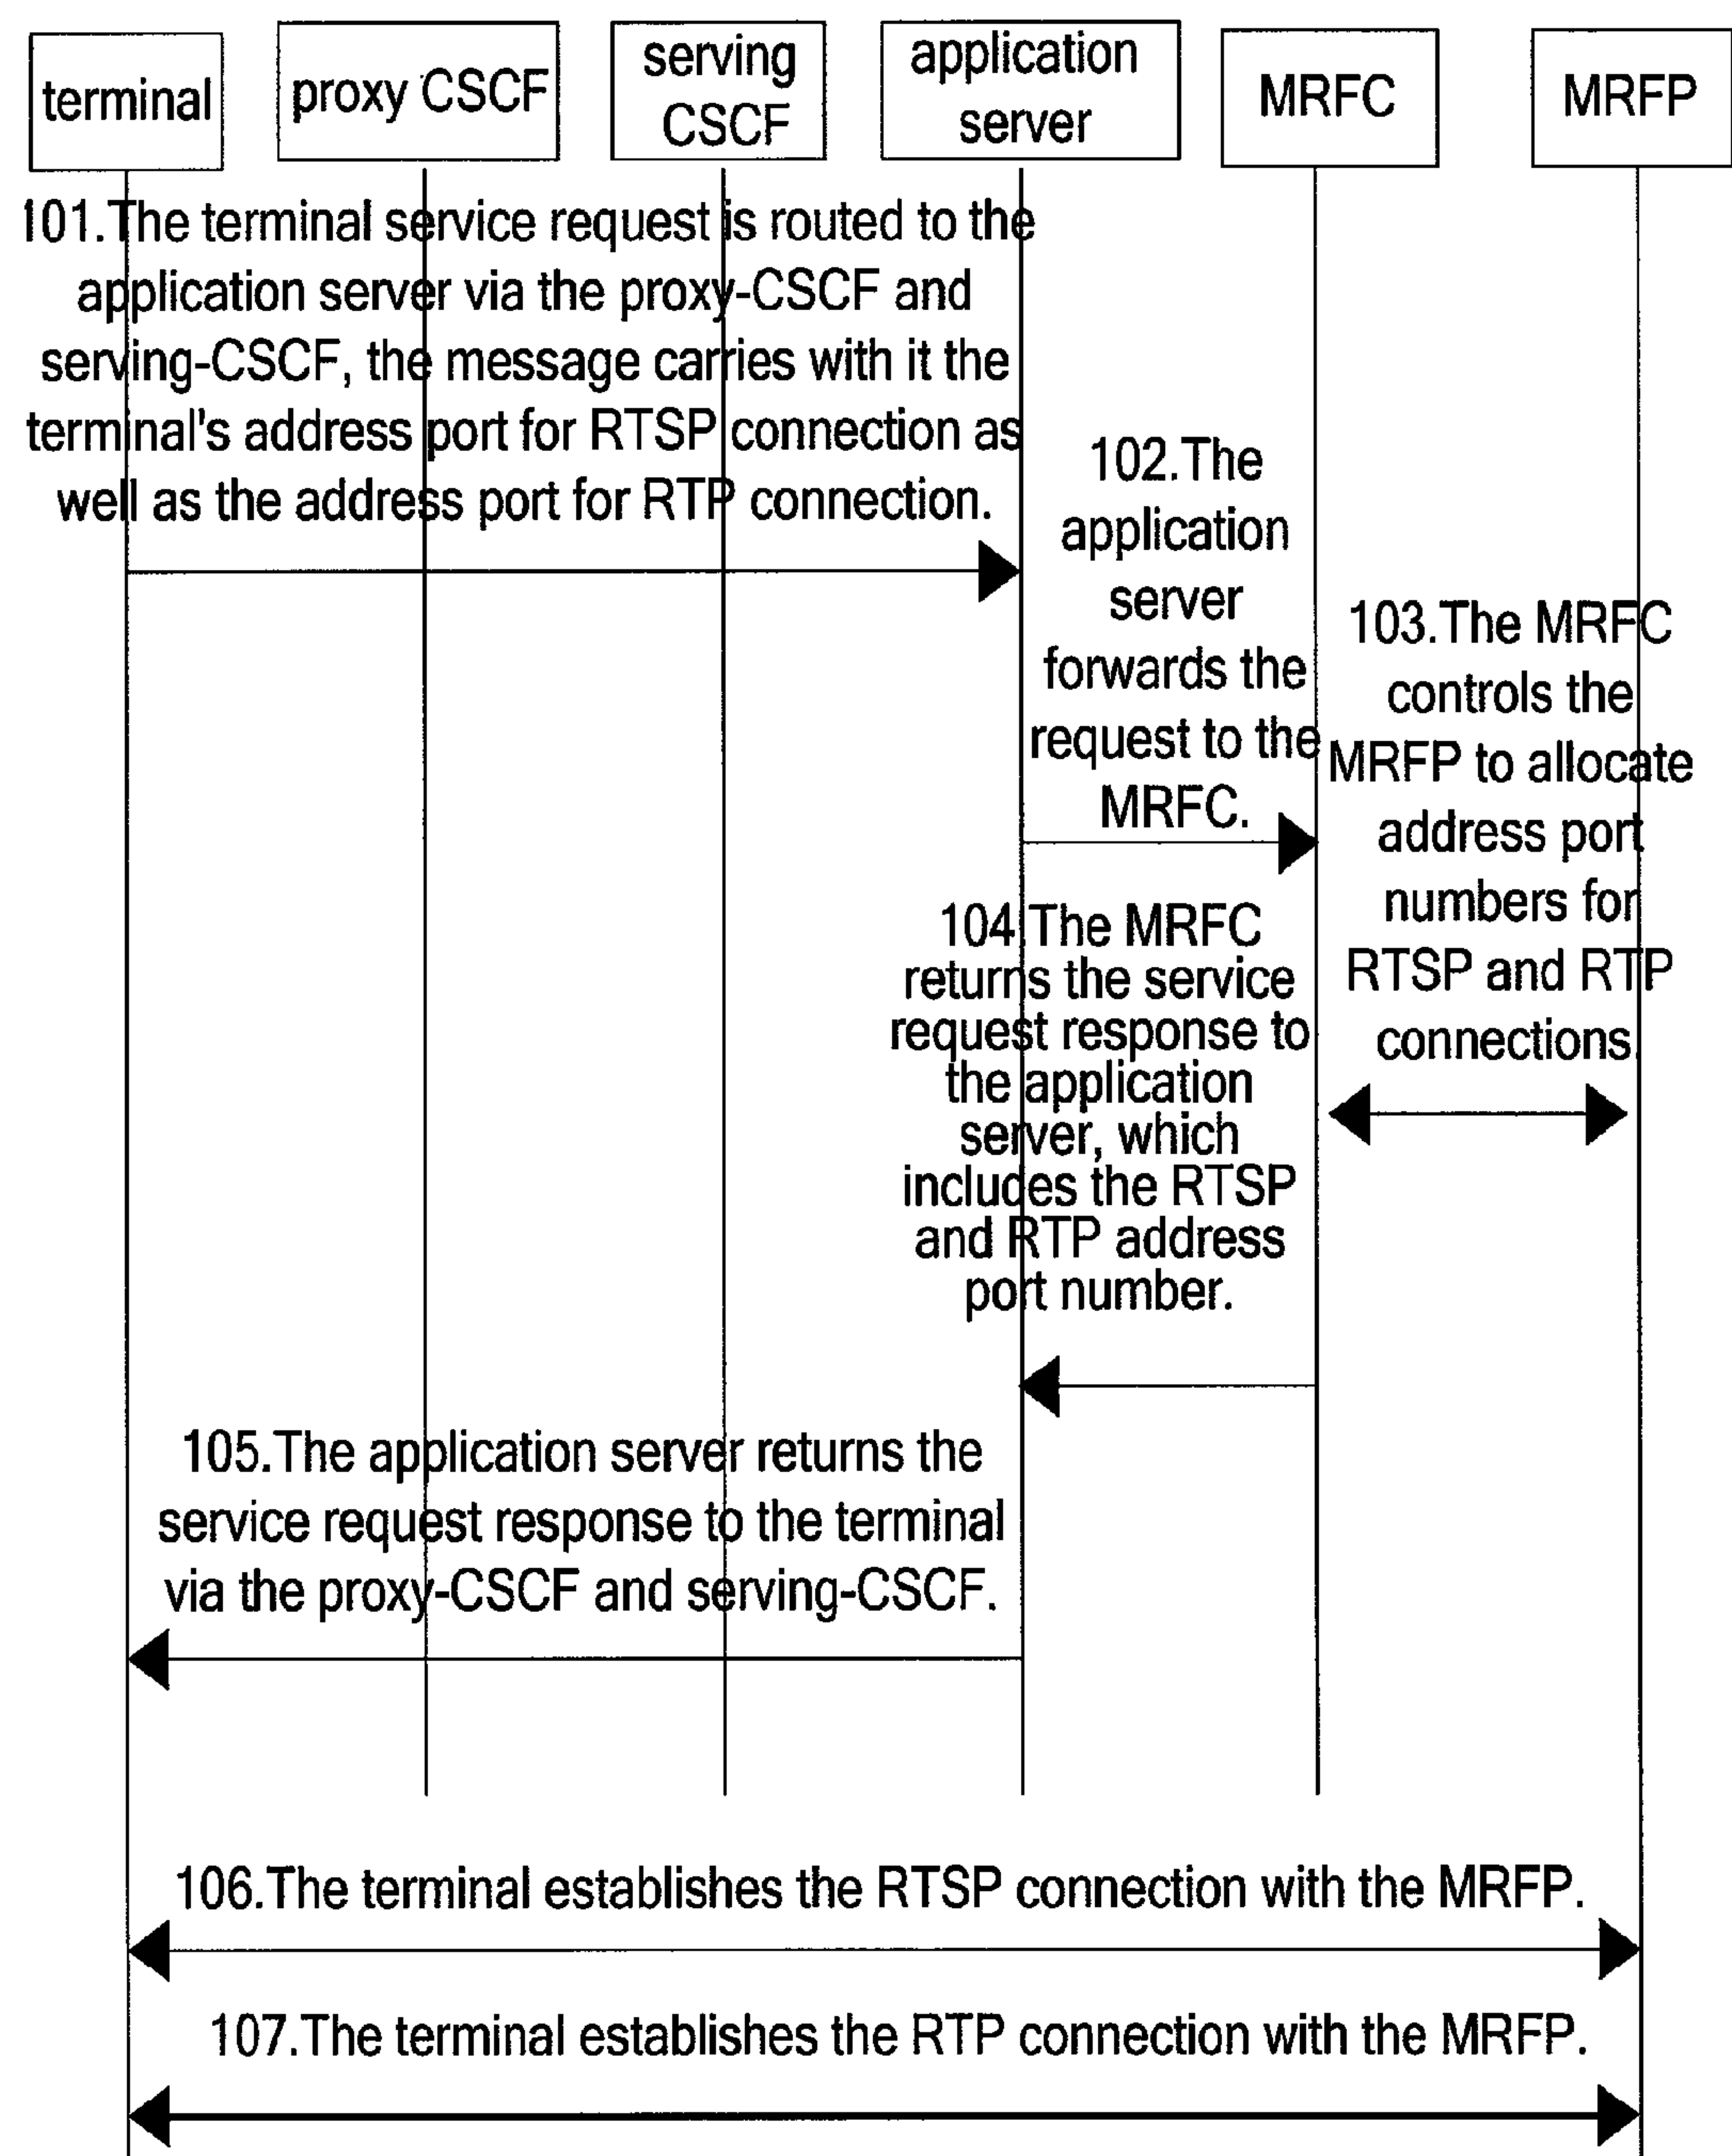 terminal
proxy CSCF
serving
CSCF
application
server
MRFC
MRFP
101.The terminal service request is routed to the
application server via the proxy-CSCF and
serving-CSCF, the message carries with it the
terminal's address port for RTSP connection as
well as the address port for RTP connection.
102.The
application
server
forwards the
request to the
MRFC.
103.The MRFC
controls the
MRFP to allocate
address port
numbers for
RTSP and RTP
connections
104 The MRFC
returns the service
request response to
the application
server, which
includes the RTSP
and RTP address
port number.
105.The application server returns the
service request response to the terminal
via the proxy-CSCF and serving-CSCF.
106.The terminal establishes the RTSP connection with the MRFP.
107.The terminal establishes the RTP connection with the MRFP.